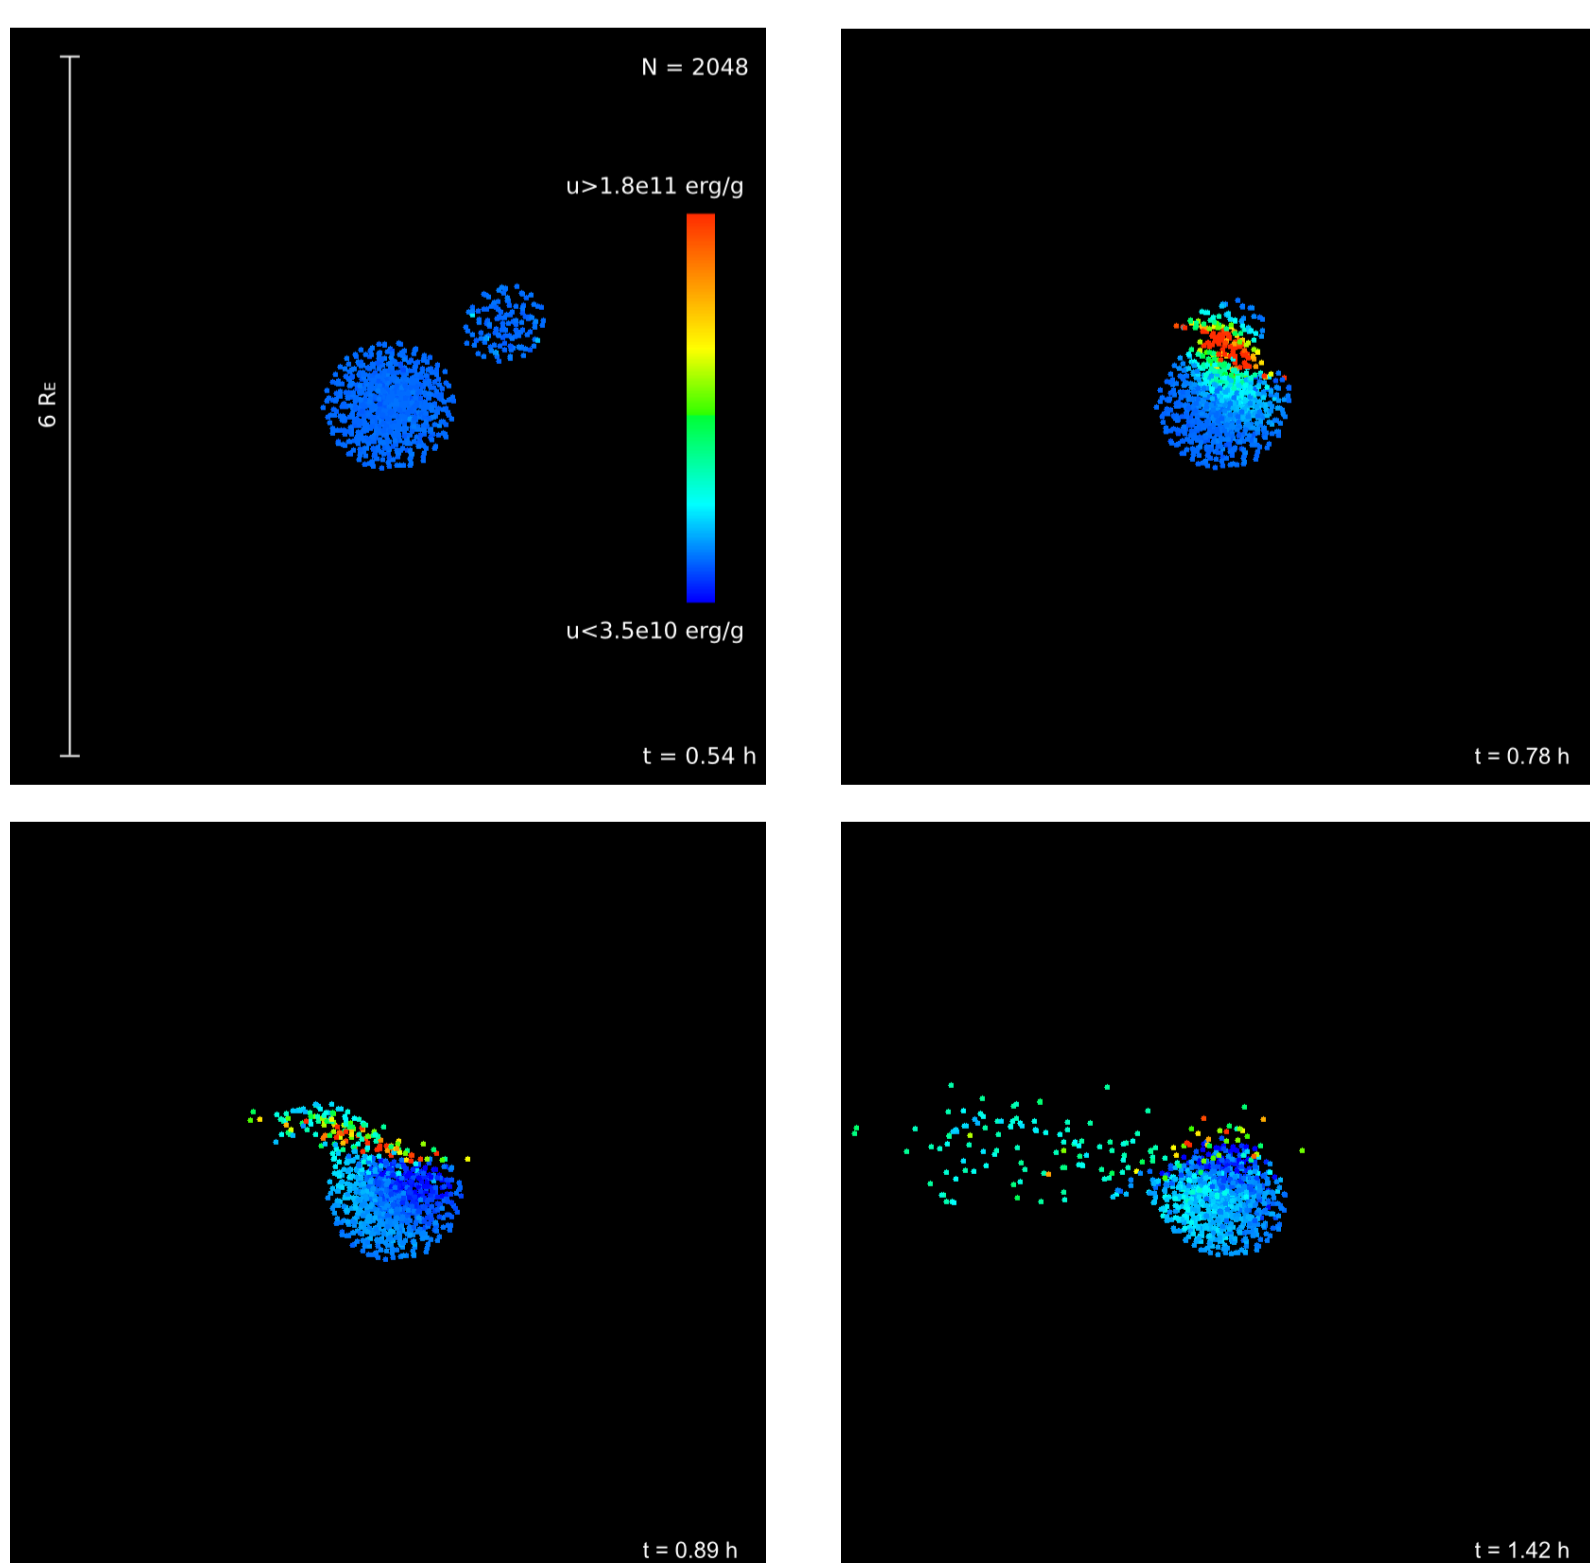 N = 2048
u>1.8e11 erg/g
6 RE
u<3.5e10 erg/g
t = 0.54 h
t = 0.78 h
t = 0.89 h
t = 1.42 h